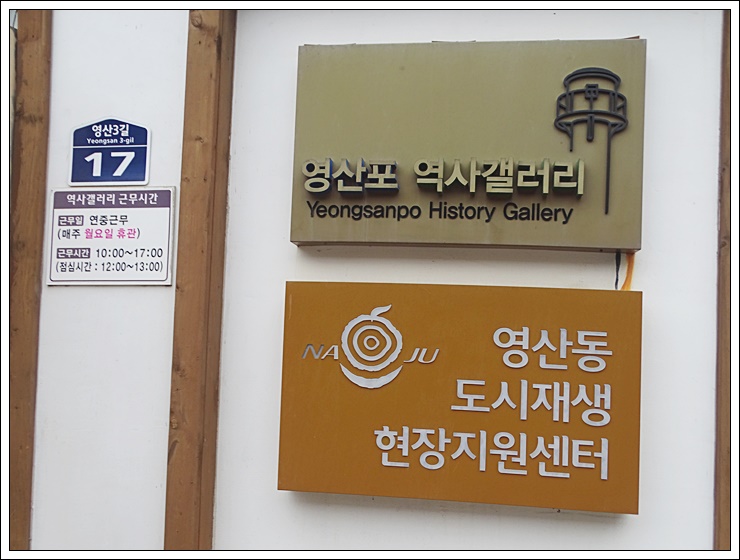 영산3길
Yeongsan 3-gil
17
역사갤러리 근무시간
근무일 연중근무
(매주 월요일 휴관)
근무시간 10:00~17:00
(점심시간 : 12:00~13:00)
영산포 역사갤러리
Yeongsanpo History Gallery
NA JU
영산동
도시재생
현장지원센터